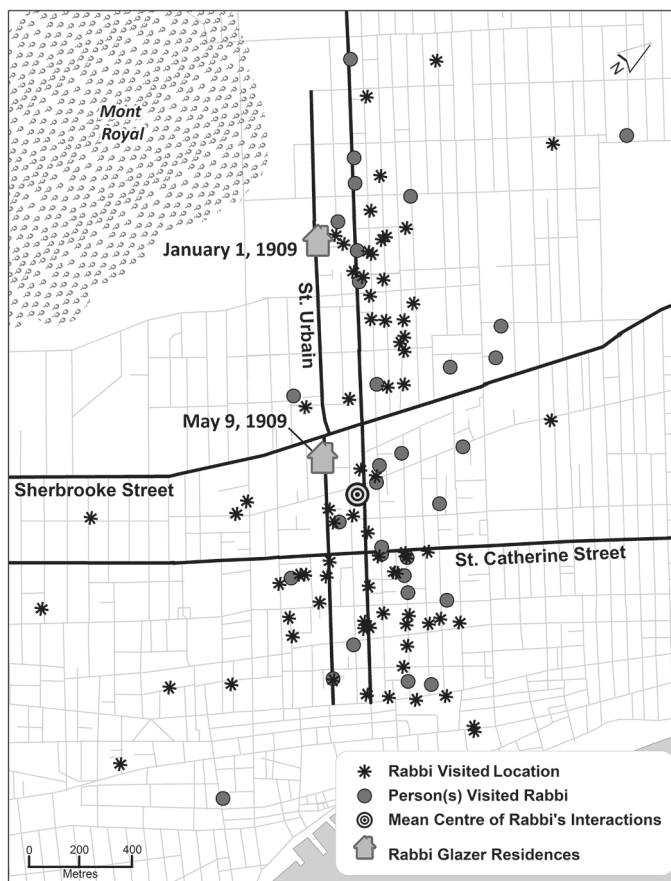 Mont
Royal
N
January 1, 1909
St. Urbain
May 9, 1909
Sherbrooke Street
St. Catherine Street
Rabbi Visited Location
Person(s) Visited Rabbi
Mean Centre of Rabbi's Interactions
Rabbi Glazer Residences
0 200 400
Metres